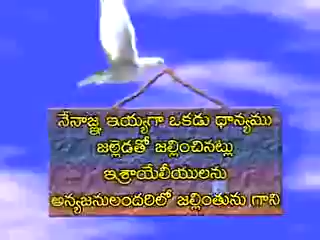 నేనాజ్ఞ ఇయ్యగా ఒకడు ధాన్యము
జల్లెడతో జల్లించినట్లు
ఇశ్రాయేలీయులను
అన్యజనులందరిలో జల్లింతును గాని